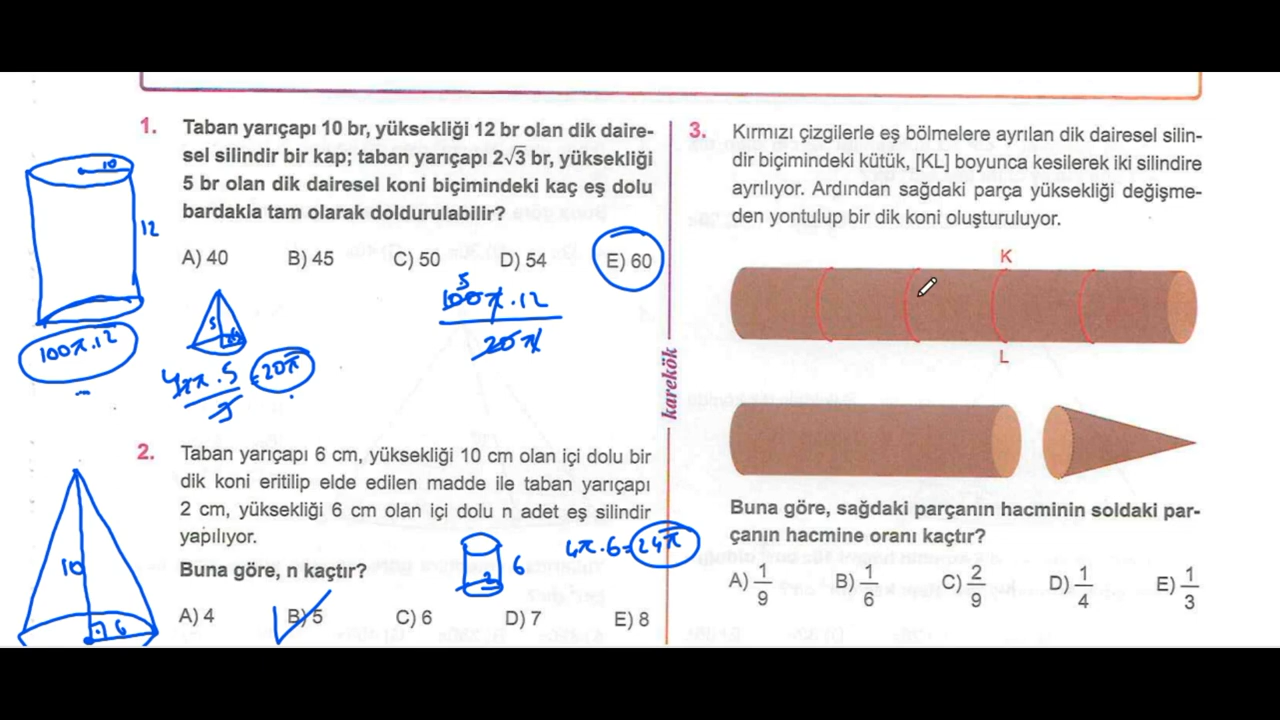 1. Taban yarıçapı 10 br, yüksekliği 12 br olan dik daire-
sel silindir bir kap; taban yarıçapı 2√3 br, yüksekliği
5 br olan dik dairesel koni biçimindeki kaç eş dolu
bardakla tam olarak doldurulabilir?
A) 40 B) 45 C) 50 D) 54 E) 60
10
12
100π.12
5
=20π
5
100π.12
20π
2. Taban yarıçapı 6 cm, yüksekliği 10 cm olan içi dolu bir
dik koni eritilip elde edilen madde ile taban yarıçapı
2 cm, yüksekliği 6 cm olan içi dolu n adet eş silindir
yapılıyor.
Buna göre, n kaçtır?
A) 4 B) 5 C) 6 D) 7 E) 8
10
6
6
4π.6=24π
karekök
3. Kırmızı çizgilerle eş bölmelere ayrılan dik dairesel silin-
dir biçimindeki kütük, [KL] boyunca kesilerek iki silindire
ayrılıyor. Ardından sağdaki parça yüksekliği değişme-
den yontulup bir dik koni oluşturuluyor.
K
L
Buna göre, sağdaki parçanın hacminin soldaki par-
çanın hacmine oranı kaçtır?
A) 1/9 B) 1/6 C) 2/9 D) 1/4 E) 1/3